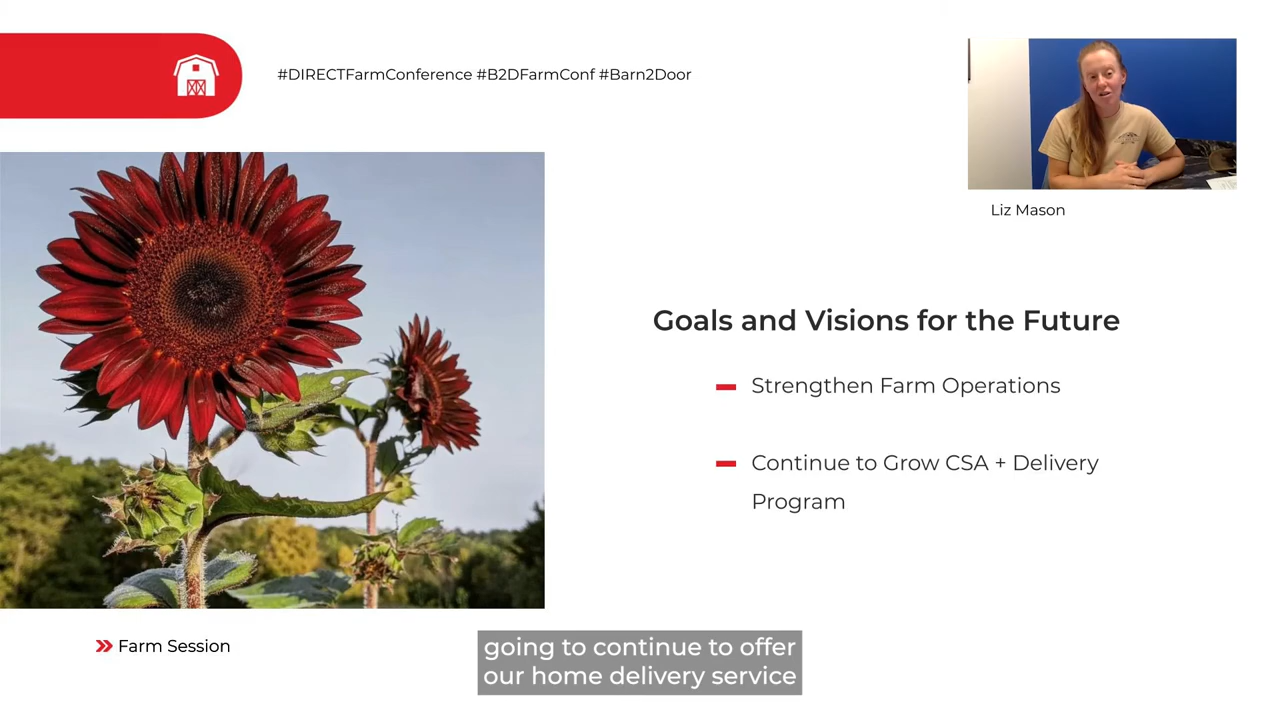 #DIRECTFarmConference #B2DFarmConf #Barn2Door
Liz Mason
Goals and Visions for the Future
Strengthen Farm Operations
Continue to Grow CSA + Delivery
Program
Farm Session
going to continue to offer
our home delivery service